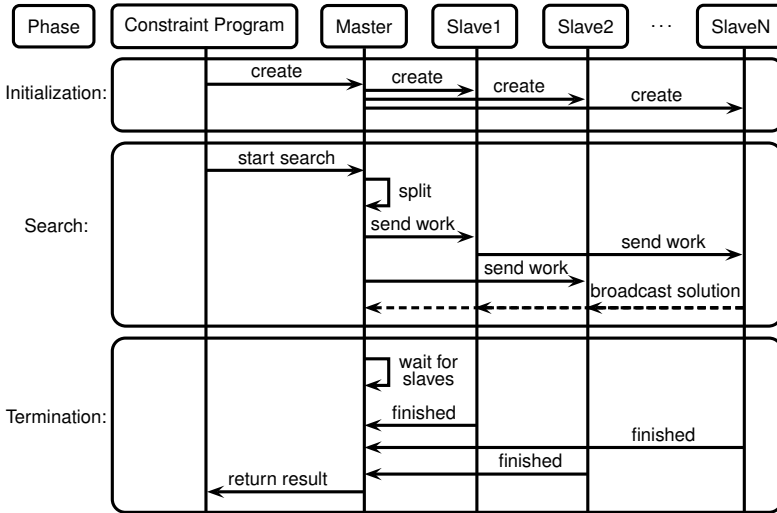 Phase Constraint Program Master Slave1 Slave2 ... SlaveN
Initialization:
create
create
create
create
Search:
start search
split
send work
send work
send work
broadcast solution
Termination:
wait for
slaves
finished
finished
finished
return result